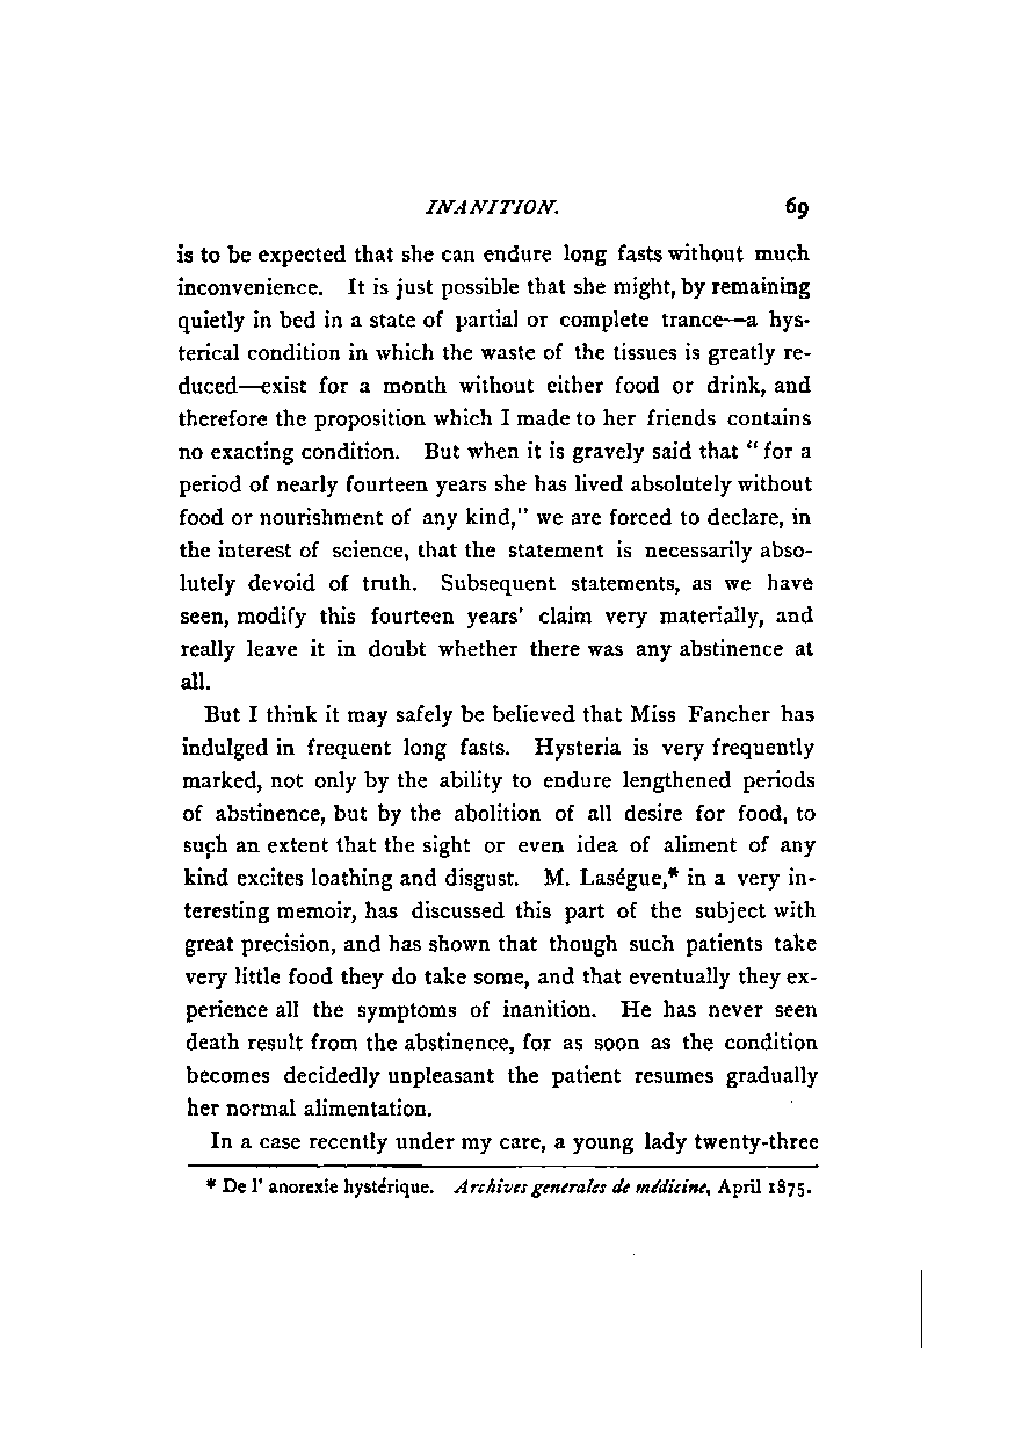 INANITION. 69
is to be expected that she can endure long fasts without much
inconvenience. It is just possible that she might, by remaining
quietly in bed in a state of partial or complete trance—a hys-
terical condition in which the waste of the tissues is greatly re-
duced—exist for a month without either food or drink, and
therefore the proposition which I made to her friends contains
no exacting condition. But when it is gravely said that “for a
period of nearly fourteen years she has lived absolutely without
food or nourishment of any kind,” we are forced to declare, in
the interest of science, that the statement is necessarily abso-
lutely devoid of truth. Subsequent statements, as we have
seen, modify this fourteen years' claim very materially, and
really leave it in doubt whether there was any abstinence at
all.
But I think it may safely be believed that Miss Fancher has
indulged in frequent long fasts. Hysteria is very frequently
marked, not only by the ability to endure lengthened periods
of abstinence, but by the abolition of all desire for food, to
such an extent that the sight or even idea of aliment of any
kind excites loathing and disgust. M. Laségue,* in a very in-
teresting memoir, has discussed this part of the subject with
great precision, and has shown that though such patients take
very little food they do take some, and that eventually they ex-
perience all the symptoms of inanition. He has never seen
death result from the abstinence, for as soon as the condition
becomes decidedly unpleasant the patient resumes gradually
her normal alimentation.
In a case recently under my care, a young lady twenty-three
* De l' anorexie hystérique. Archives generales de médicine, April 1875.